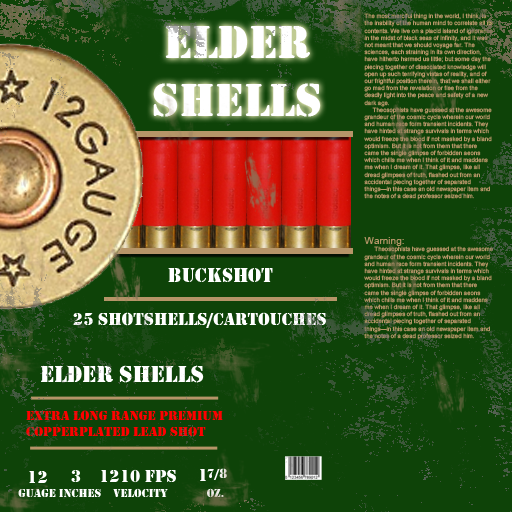 ELDER
SHELLS
12 GAUGE
BUCKSHOT
25 SHOTSHELLS/CARTOUCHES
ELDER SHELLS
EXTRA LONG RANGE PREMIUM
COPPERPLATED LEAD SHOT
12 3 1210 FPS 1 7/8
GUAGE INCHES VELOCITY OZ.
The most merciful thing in the world, I think, is
the inability of the human mind to correlate all its
contents. We live on a placid island of ignorance
in the midst of black seas of infinity, and it was
not meant that we should voyage far. The
sciences, each straining in its own direction,
have hitherto harmed us little; but some day the
piecing together of dissociated knowledge will
open up such terrifying vistas of reality, and of
our frightful position therein, that we shall either
go mad from the revelation or flee from the
deadly light into the peace and safety of a new
dark age.
Theosophists have guessed at the awesome
grandeur of the cosmic cycle wherein our world
and human race form transient incidents. They
have hinted at strange survivals in terms which
would freeze the blood if not masked by a bland
optimism. But it is not from them that there
came the single glimpse of forbidden aeons
which chills me when I think of it and maddens
me when I dream of it. That glimpse, like all
dread glimpses of truth, flashed out from an
accidental piecing together of separated
things—in this case an old newspaper item and
the notes of a dead professor seized him.
Warning:
Theosophists have guessed at the awesome
grandeur of the cosmic cycle wherein our world
and human race form transient incidents. They
have hinted at strange survivals in terms which
would freeze the blood if not masked by a bland
optimism. But it is not from them that there
came the single glimpse of forbidden aeons
which chills me when I think of it and maddens
me when I dream of it. That glimpse, like all
dread glimpses of truth, flashed out from an
accidental piecing together of separated
things—in this case an old newspaper item and
the notes of a dead professor seized him.